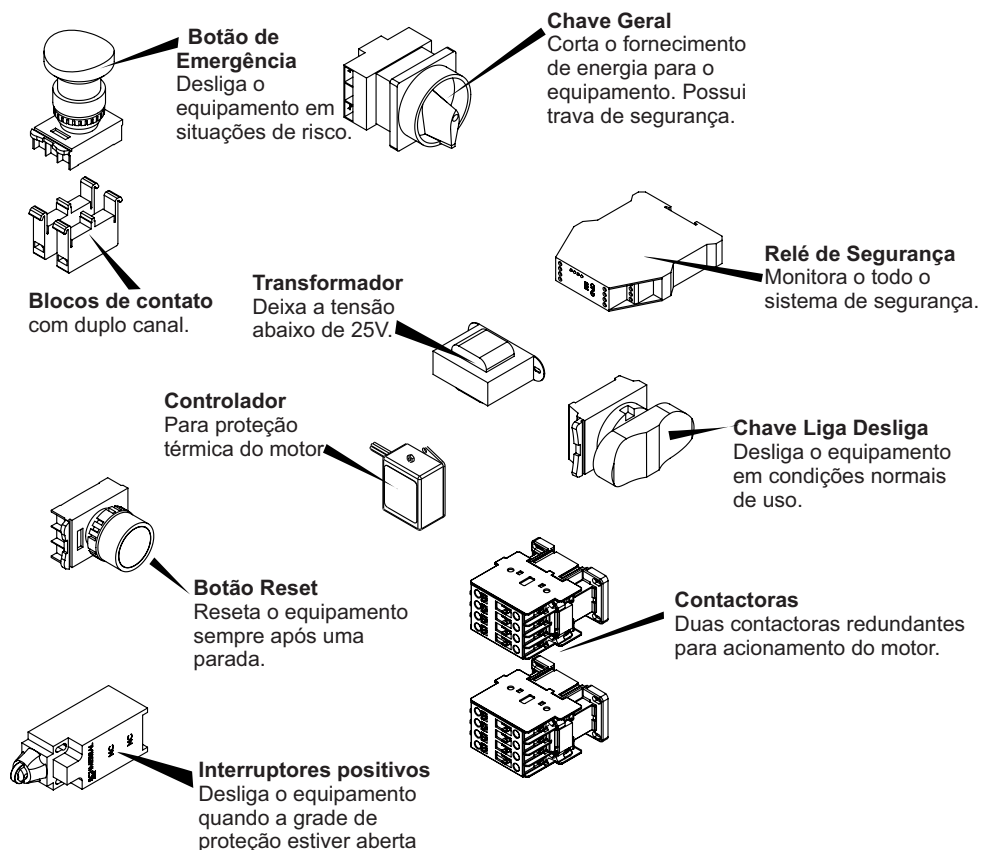 Botão de
Emergência
Desliga o
equipamento em
situações de risco.
Chave Geral
Corta o fornecimento
de energia para o
equipamento. Possui
trava de segurança.
Blocos de contato
com duplo canal.
Transformador
Deixa a tensão
abaixo de 25V.
Relé de Segurança
Monitora o todo o
sistema de segurança.
Controlador
Para proteção
térmica do motor
Chave Liga Desliga
Desliga o equipamento
em condições normais
de uso.
Botão Reset
Reseta o equipamento
sempre após uma
parada.
Contactoras
Duas contactoras redundantes
para acionamento do motor.
Interruptores positivos
Desliga o equipamento
quando a grade de
proteção estiver aberta
NC
NC